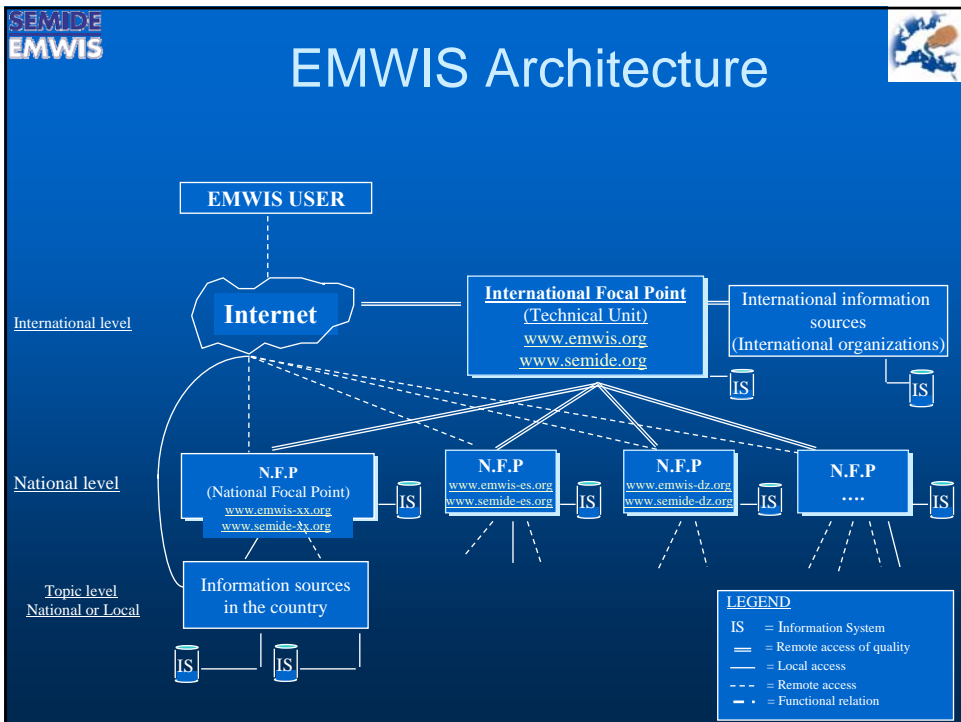 SEMIDE
EMWIS
EMWIS Architecture
EMWIS USER
Internet
International Focal Point
(Technical Unit)
www.emwis.org
www.semide.org
International information
sources
(International organizations)
International level
IS
IS
National level
N.F.P
(National Focal Point)
www.emwis-xx.org
www.semide-xx.org
IS
N.F.P
www.emwis-es.org
www.semide-es.org
IS
N.F.P
www.emwis-dz.org
www.semide-dz.org
IS
N.F.P
....
IS
Topic level
National or Local
Information sources
in the country
IS
IS
LEGEND
IS = Information System
= Remote access of quality
= Local access
= Remote access
= Functional relation